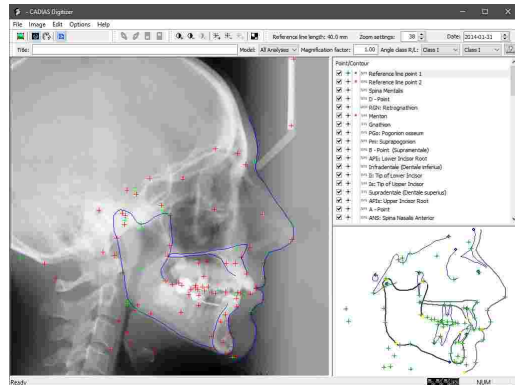 - CADIAS Digitizer
File Image Edit Options Help
Reference line length: 40.0 mm Zoom settings: 38 Date: 2014-01-31
Title: Model: All Analyses Magnification factor: 1.00 Angle class R/L: Class I Class I
Point/Contour
Reference line point 1
Reference line point 2
Spina Mentalis
D - Point
RGN: Retrognathion
Menton
Gnathion
PGo: Pogonion osseum
Pm: Suprapogonion
B - Point (Supramentale)
APIi: Lower Incisor Root
Infradentale (Dentale inferius)
Ii: Tip of Lower Incisor
Is: Tip of Upper Incisor
Supradentale (Dentale superius)
APIs: Upper Incisor Root
A - Point
ANS: Spina Nasalis Anterior
Ready NUM